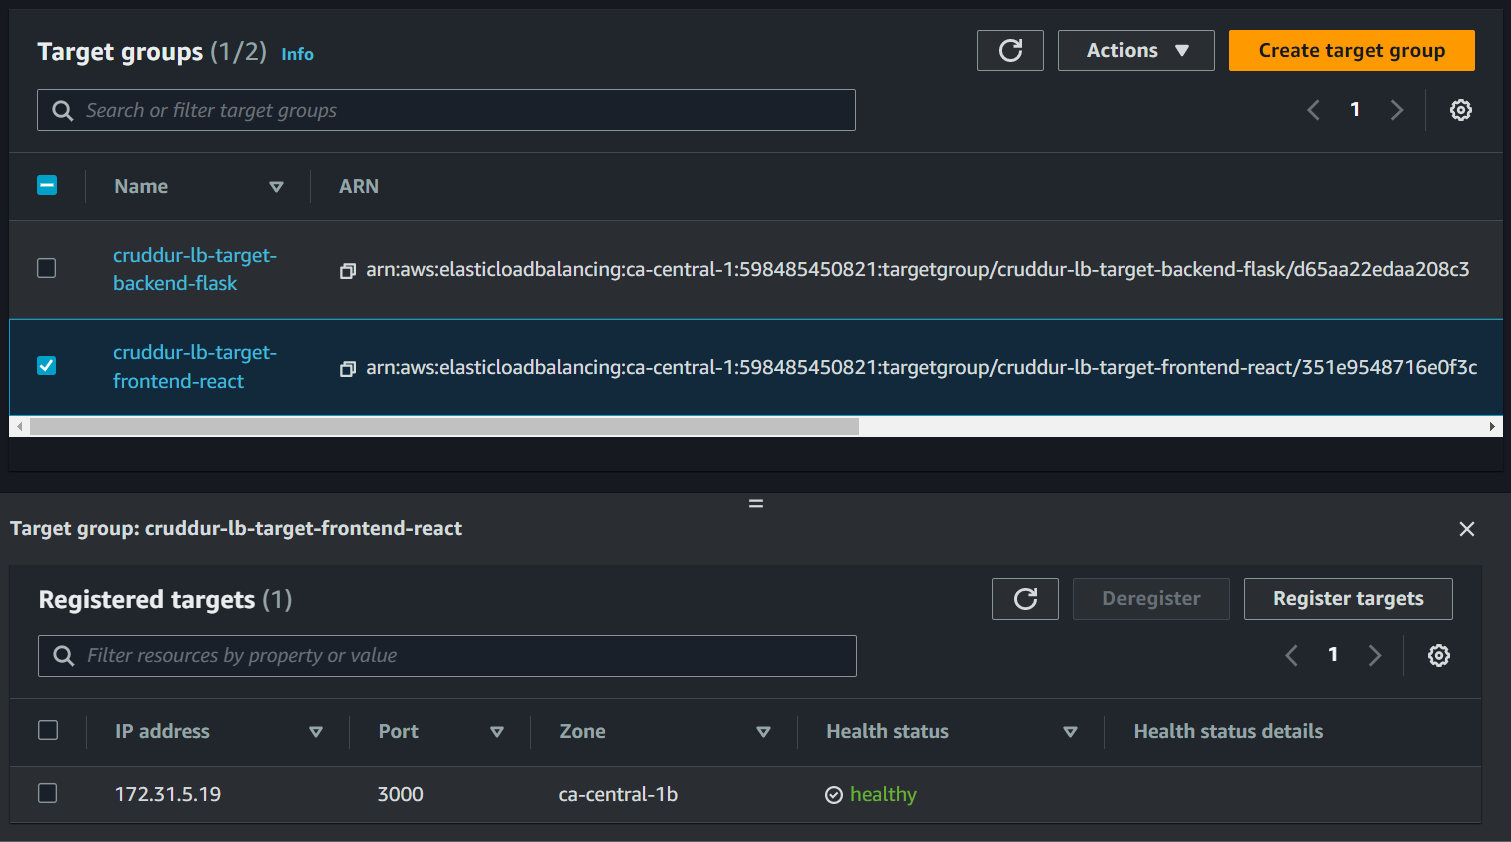 Target groups (1/2) Info
Actions
Create target group
Search or filter target groups
1
Name
ARN
cruddur-lb-target-
backend-flask
arn:aws:elasticloadbalancing:ca-central-1:598485450821:targetgroup/cruddur-lb-target-backend-flask/d65aa22edaa208c3
cruddur-lb-target-
frontend-react
arn:aws:elasticloadbalancing:ca-central-1:598485450821:targetgroup/cruddur-lb-target-frontend-react/351e9548716e0f3c
Target group: cruddur-lb-target-frontend-react
Registered targets (1)
Deregister
Register targets
Filter resources by property or value
1
IP address
Port
Zone
Health status
Health status details
172.31.5.19
3000
ca-central-1b
healthy